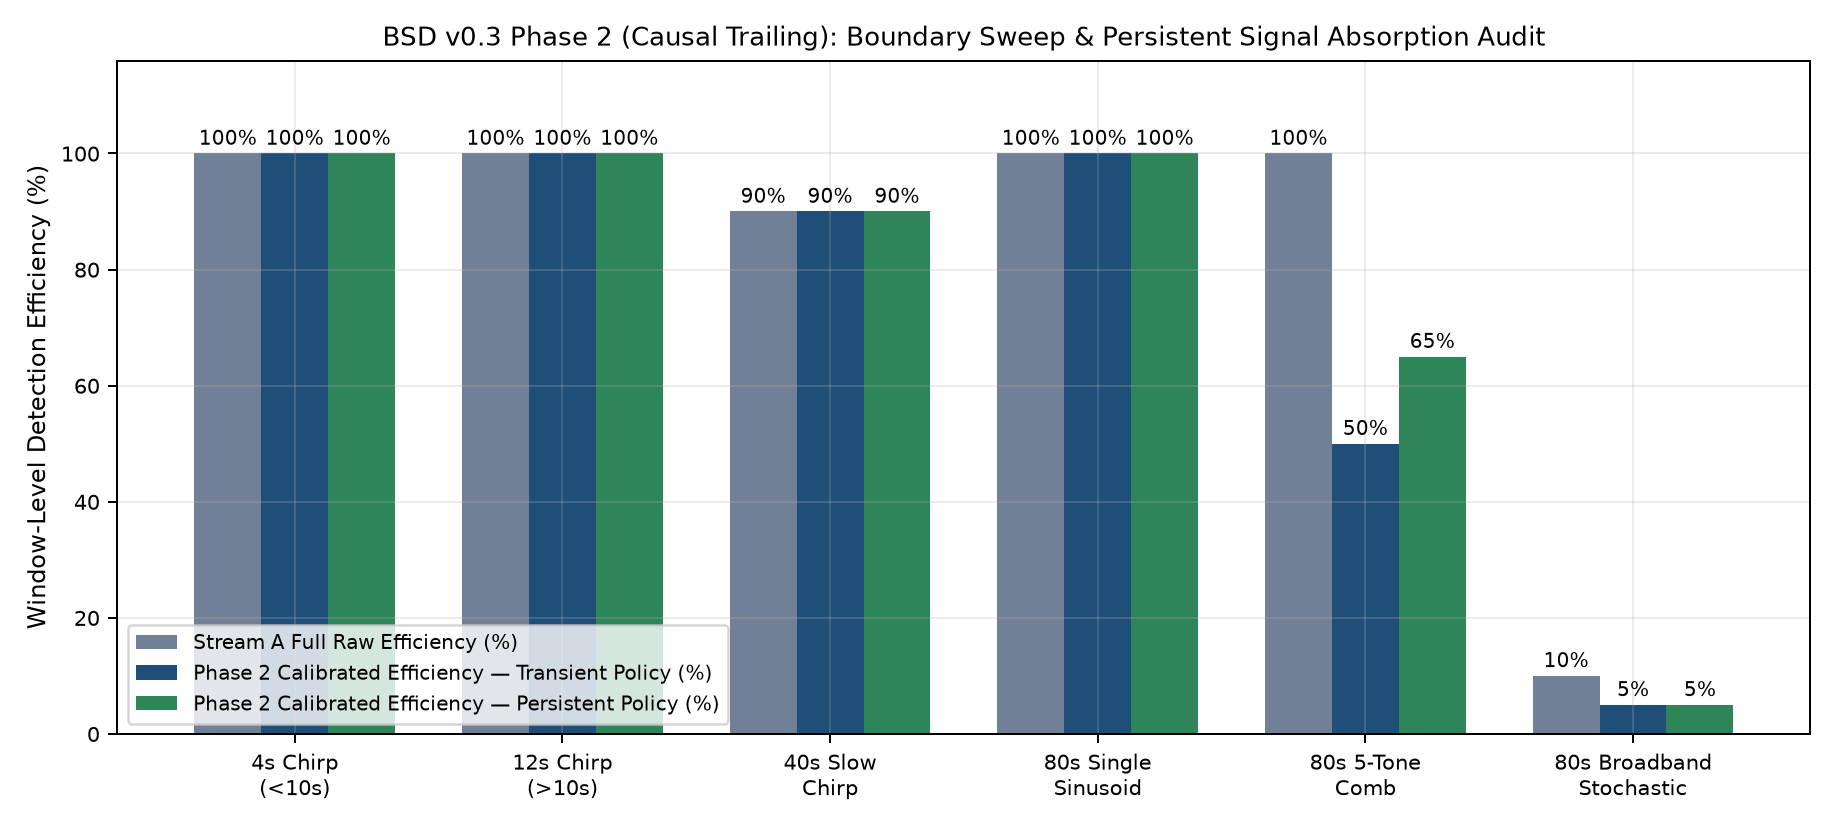 BSD v0.3 Phase 2 (Causal Trailing): Boundary Sweep & Persistent Signal Absorption Audit
Window-Level Detection Efficiency (%)
100
80
60
40
20
0
100% 100% 100%
100% 100% 100%
90% 90% 90%
100% 100% 100%
100%
50%
65%
10%
5%
5%
Stream A Full Raw Efficiency (%)
Phase 2 Calibrated Efficiency — Transient Policy (%)
Phase 2 Calibrated Efficiency — Persistent Policy (%)
4s Chirp
(<10s)
12s Chirp
(>10s)
40s Slow
Chirp
80s Single
Sinusoid
80s 5-Tone
Comb
80s Broadband
Stochastic